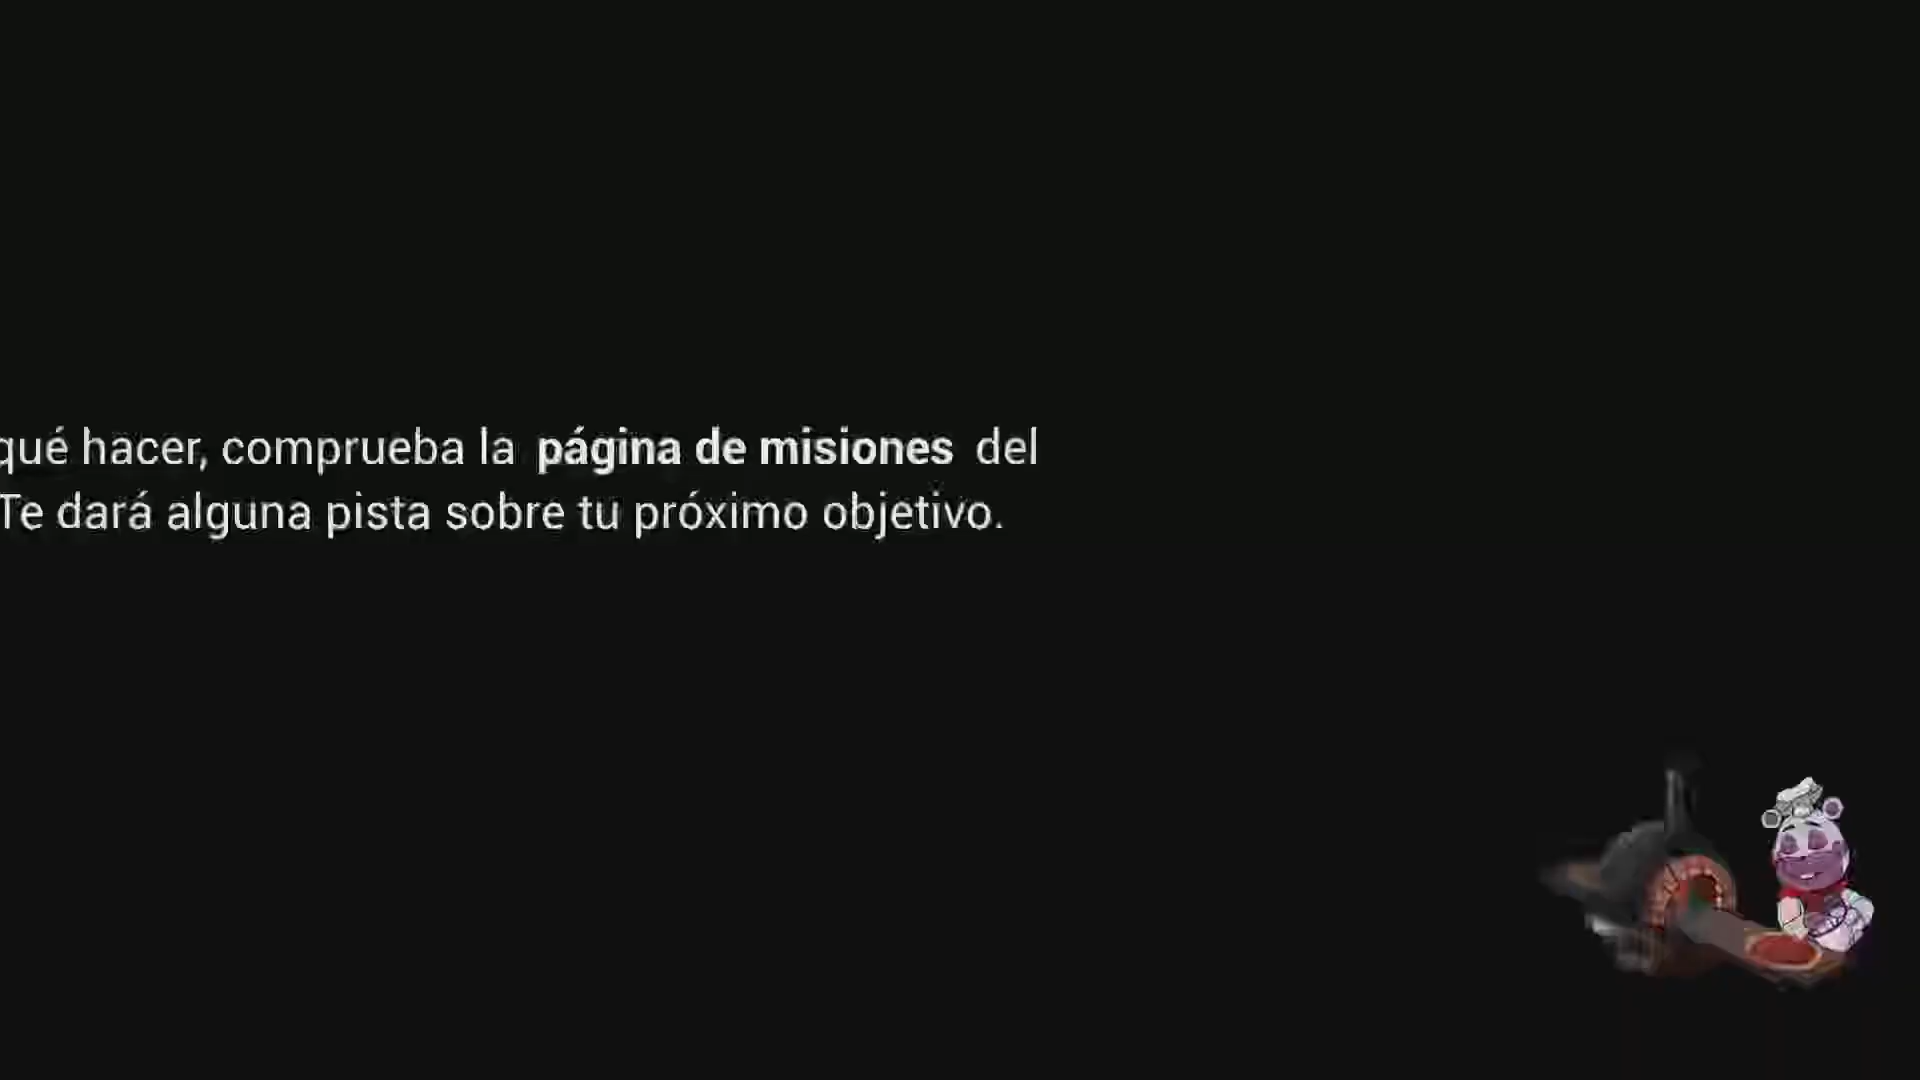 qué hacer, comprueba la página de misiones del
Te dará alguna pista sobre tu próximo objetivo.